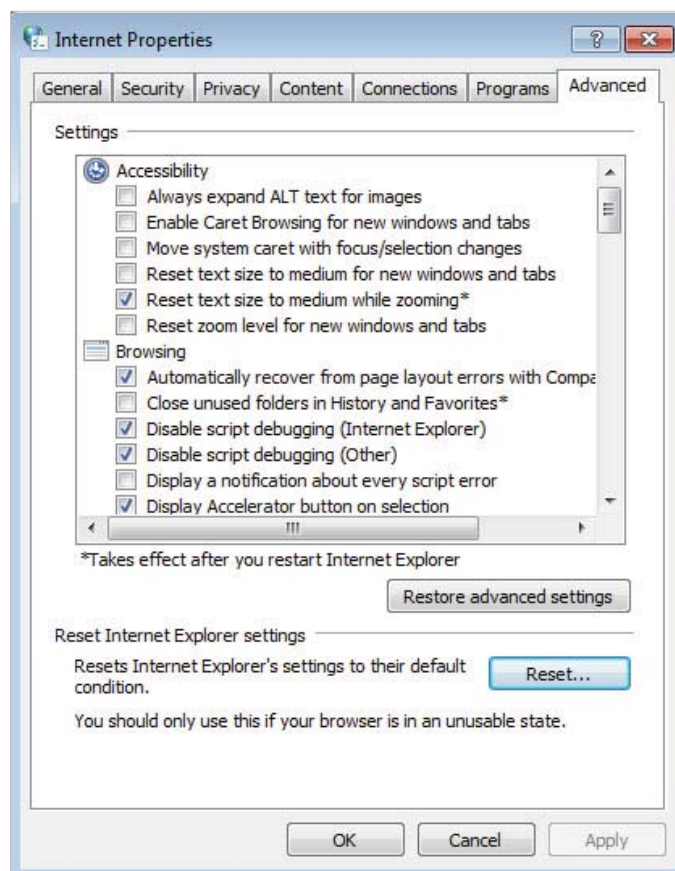 Internet Properties
General Security Privacy Content Connections Programs Advanced
Settings
Accessibility
Always expand ALT text for images
Enable Caret Browsing for new windows and tabs
Move system caret with focus/selection changes
Reset text size to medium for new windows and tabs
Reset text size to medium while zooming*
Reset zoom level for new windows and tabs
Browsing
Automatically recover from page layout errors with Compa
Close unused folders in History and Favorites*
Disable script debugging (Internet Explorer)
Disable script debugging (Other)
Display a notification about every script error
Display Accelerator button on selection
*Takes effect after you restart Internet Explorer
Restore advanced settings
Reset Internet Explorer settings
Resets Internet Explorer's settings to their default
condition.
Reset...
You should only use this if your browser is in an unusable state.
OK Cancel Apply